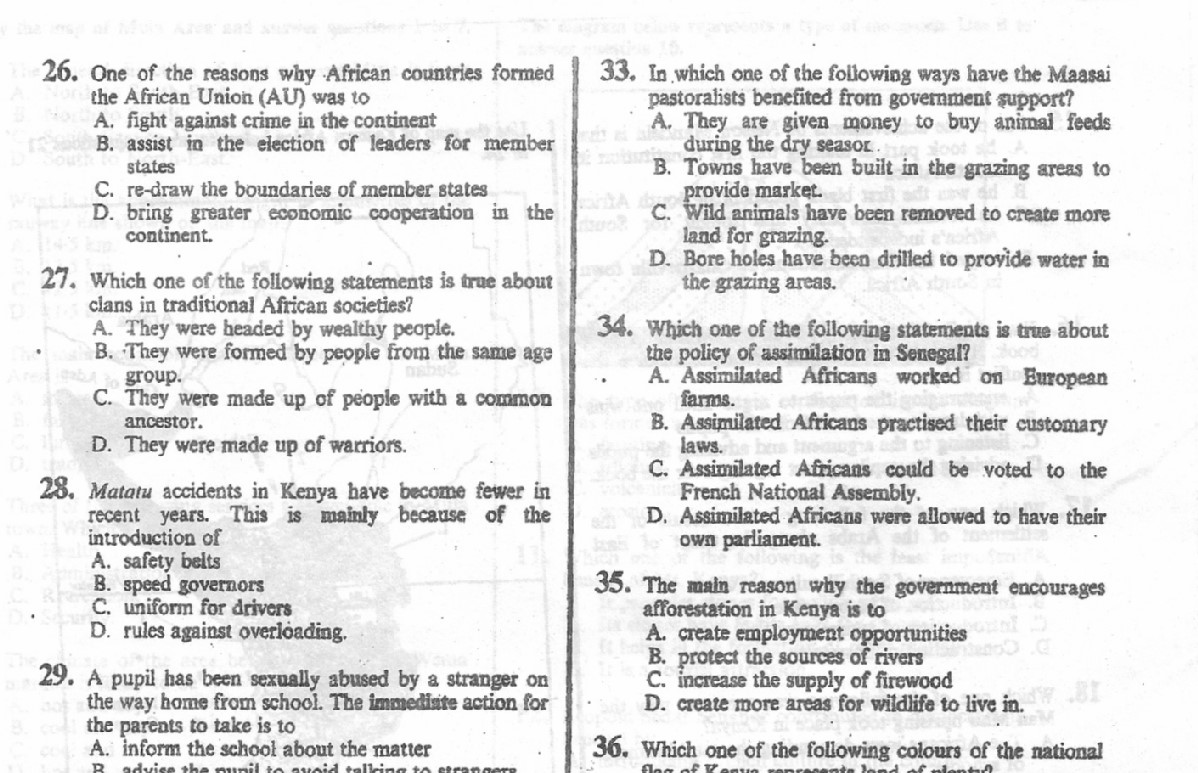 26. One of the reasons why African countries formed
the African Union (AU) was to
A. fight against crime in the continent
B. assist in the election of leaders for member
states
C. re-draw the boundaries of member states
D. bring greater economic cooperation in the
continent.
27. Which one of the following statements is true about
clans in traditional African societies?
A. They were headed by wealthy people.
B. They were formed by people from the same age
group.
C. They were made up of people with a common
ancestor.
D. They were made up of warriors.
28. Matatu accidents in Kenya have become fewer in
recent years. This is mainly because of the
introduction of
A. safety belts
B. speed governors
C. uniform for drivers
D. rules against overloading.
29. A pupil has been sexually abused by a stranger on
the way home from school. The immediate action for
the parents to take is to
A. inform the school about the matter
B. advise the pupil to avoid talking to strangers
33. In which one of the following ways have the Maasai
pastoralists benefited from government support?
A. They are given money to buy animal feeds
during the dry season.
B. Towns have been built in the grazing areas to
provide market.
C. Wild animals have been removed to create more
land for grazing.
D. Bore holes have been drilled to provide water in
the grazing areas.
34. Which one of the following statements is true about
the policy of assimilation in Senegal?
A. Assimilated Africans worked on European
farms.
B. Assimilated Africans practised their customary
laws.
C. Assimilated Africans could be voted to the
French National Assembly.
D. Assimilated Africans were allowed to have their
own parliament.
35. The main reason why the government encourages
afforestation in Kenya is to
A. create employment opportunities
B. protect the sources of rivers
C. increase the supply of firewood
D. create more areas for wildlife to live in.
36. Which one of the following colours of the national
flag of Kenya represents land of plenty?